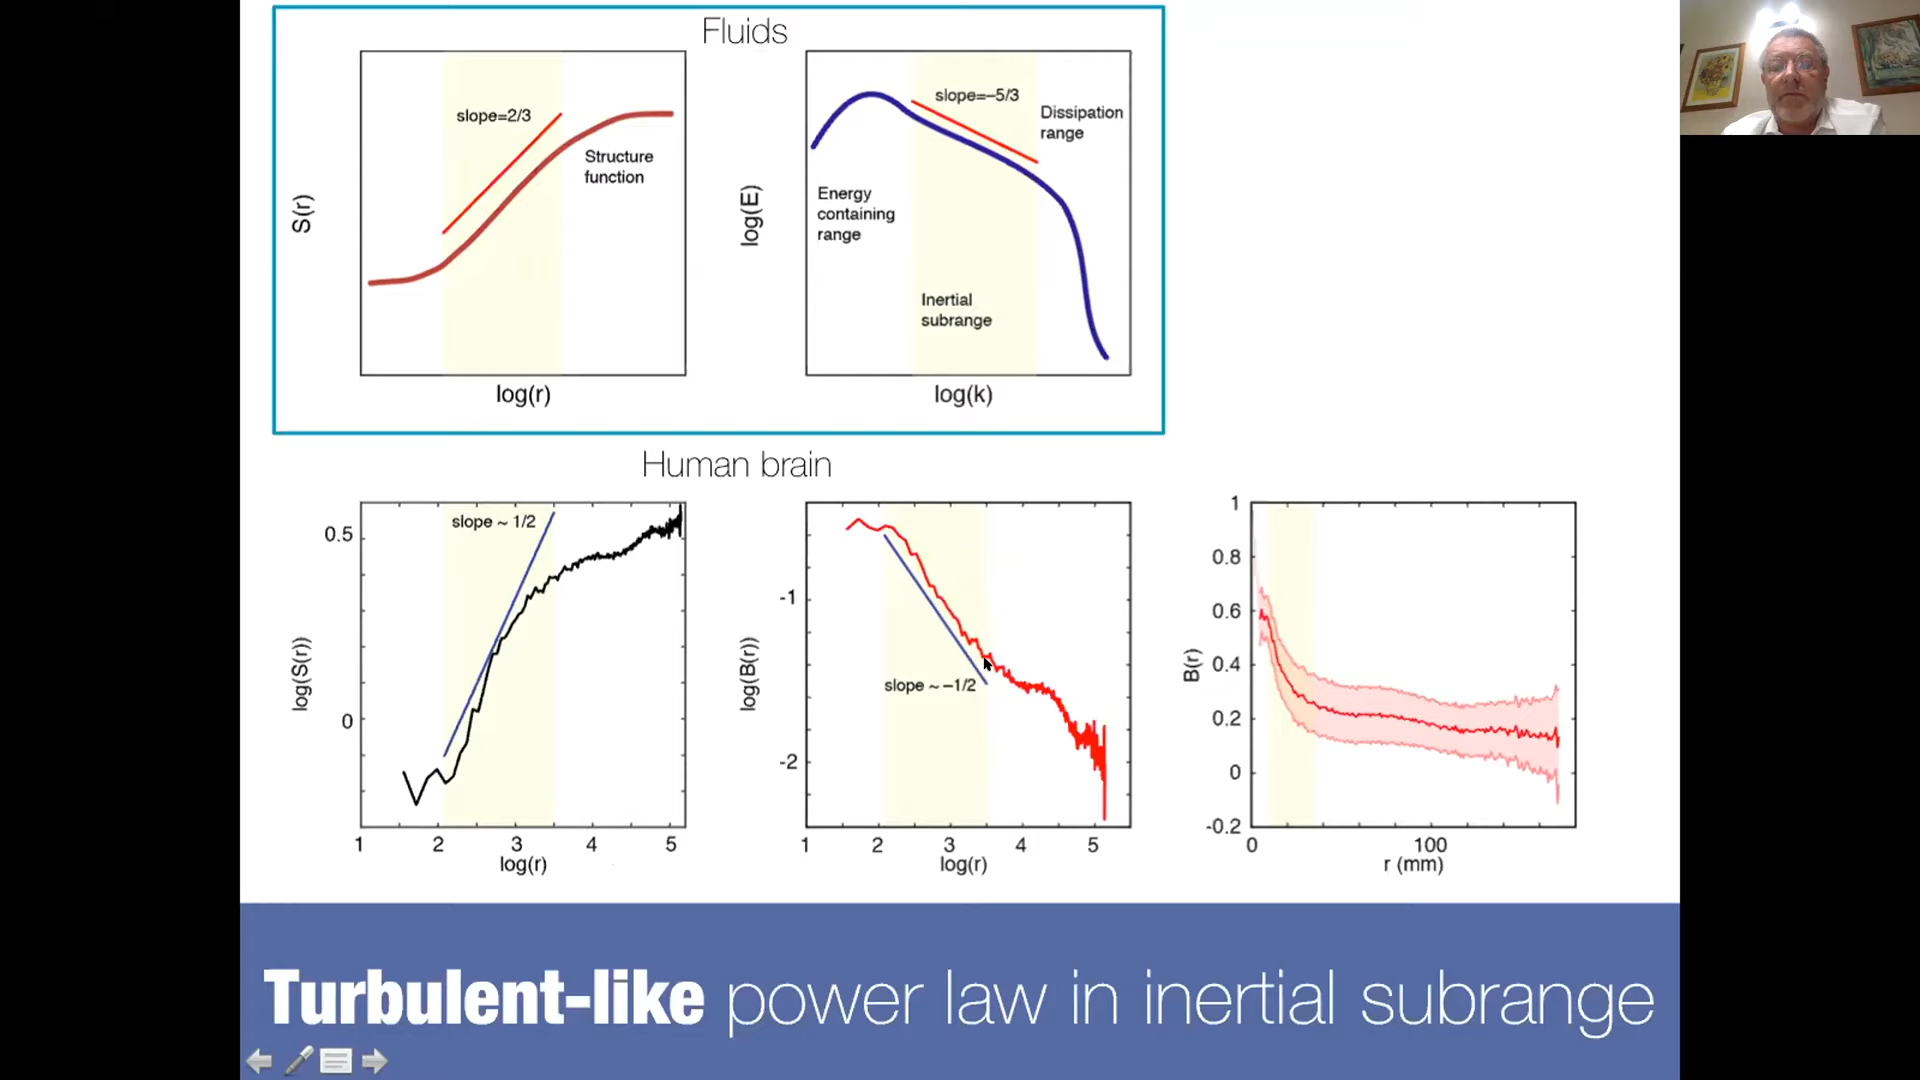 Fluids
slope=2/3
Structure
function
S(r)
log(r)
slope=–5/3
Dissipation
range
Energy
containing
range
Inertial
subrange
log(E)
log(k)
Human brain
slope ~ 1/2
0.5
0
log(S(r))
1 2 3 4 5
log(r)
-1
-2
slope ~ –1/2
log(B(r))
1 2 3 4 5
log(r)
1
0.8
0.6
0.4
0.2
0
-0.2
B(r)
0 100
r (mm)
Turbulent-like power law in inertial subrange